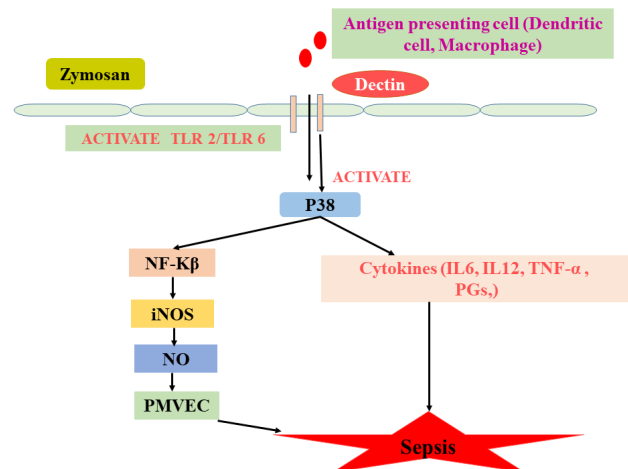 Antigen presenting cell (Dendritic
cell, Macrophage)
Zymosan
Dectin
ACTIVATE TLR 2/TLR 6
ACTIVATE
P38
NF-Kβ
Cytokines (IL6, IL12, TNF-α ,
PGs,)
iNOS
NO
PMVEC
Sepsis